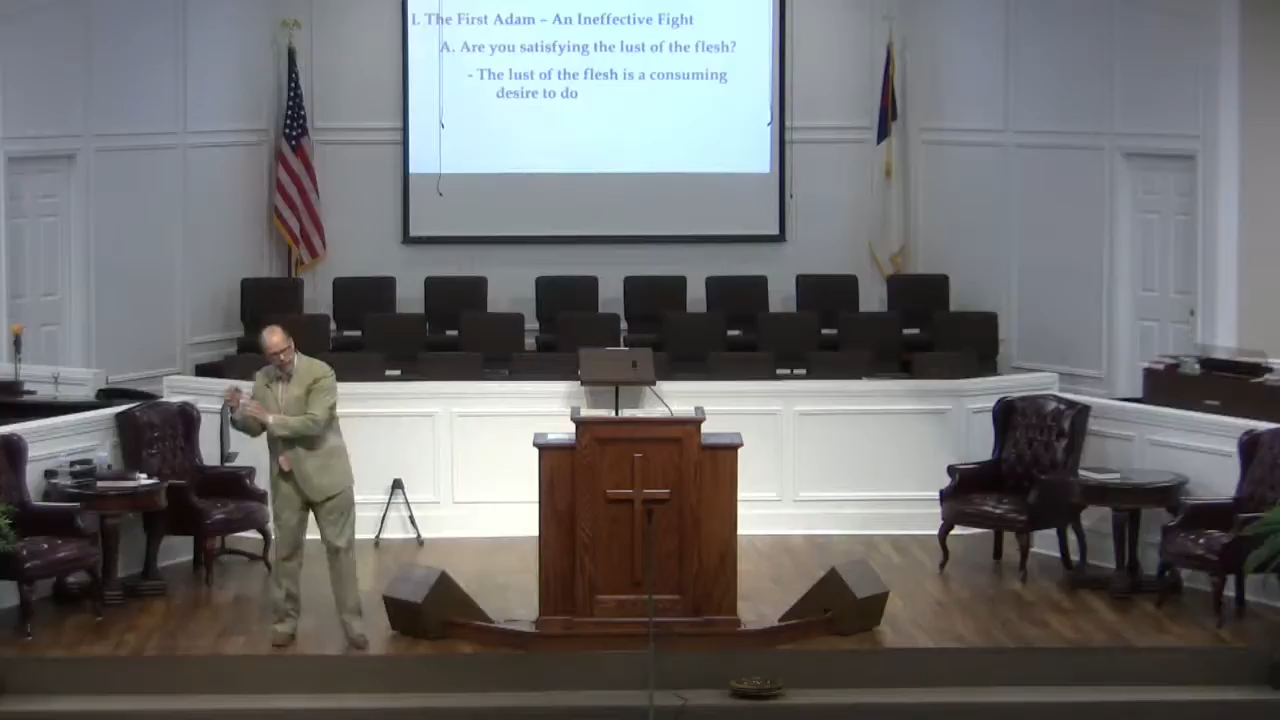 I. The First Adam – An Ineffective Fight
A. Are you satisfying the lust of the flesh?
- The lust of the flesh is a consuming
desire to do